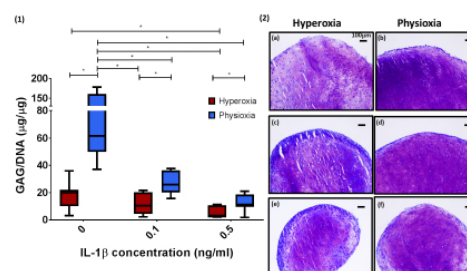 (1)
GAG/DNA (μg/μg)
200
150
100
80
60
40
20
0
Hyperoxia
Physioxia
0
0.1
0.5
IL-1β concentration (ng/ml)
(2)
Hyperoxia
Physioxia
100μm
(a)
(b)
(c)
(d)
(e)
(f)